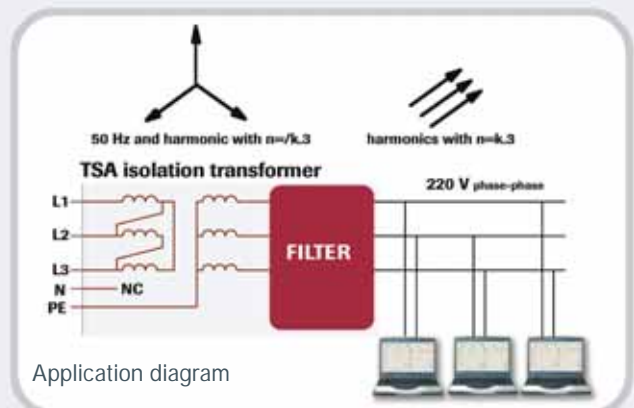 50 Hz and harmonic with n=/k.3
harmonics with n=k.3
TSA isolation transformer
220 V phase-phase
L1
L2
L3
N
NC
PE
FILTER
Application diagram